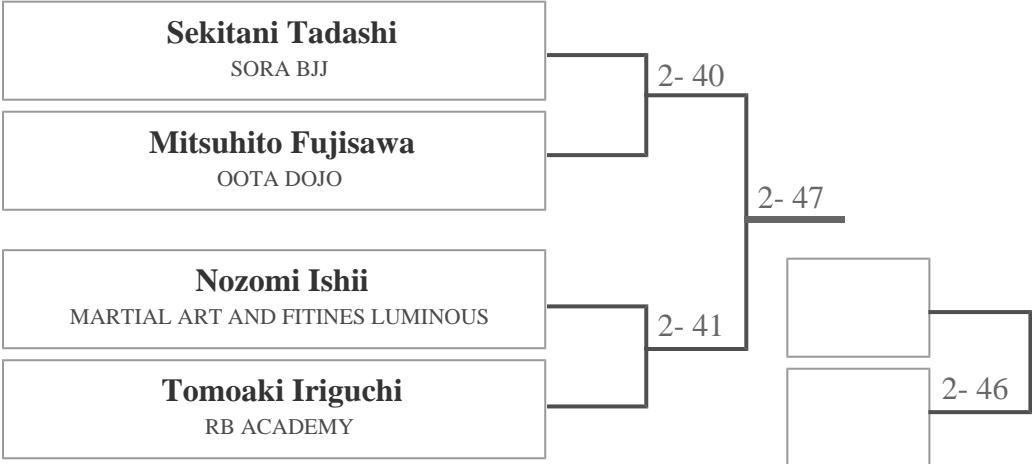 Sekitani Tadashi
SORA BJJ
2- 40
Mitsuhito Fujisawa
OOTA DOJO
2- 47
Nozomi Ishii
MARTIAL ART AND FITINES LUMINOUS
2- 41
Tomoaki Iriguchi
RB ACADEMY
2- 46